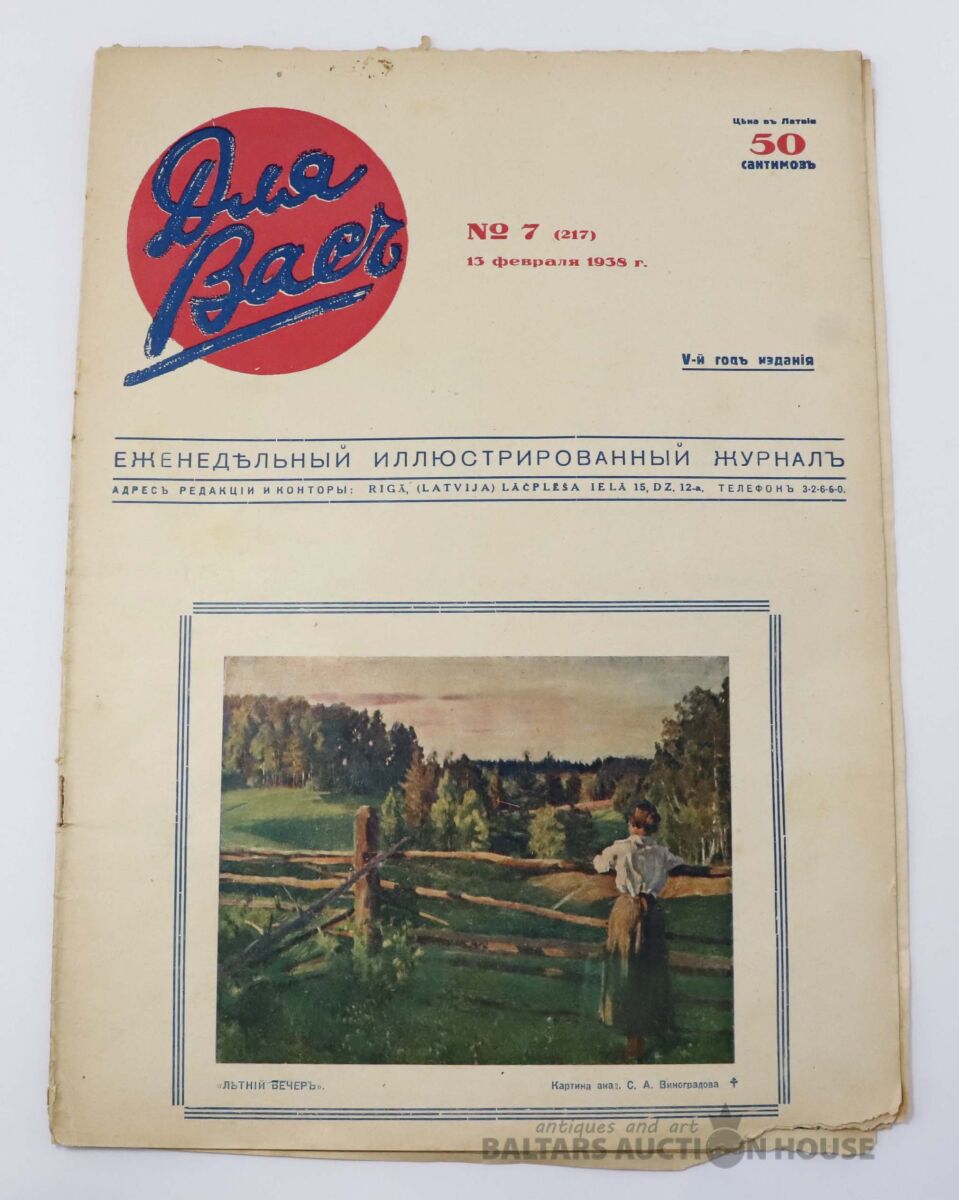 Для
Васъ
Цѣна въ Латвіи
50
сантимовъ
№ 7 (217)
13 февраля 1938 г.
V-й годъ изданія
ЕЖЕНЕДѢЛЬНЫЙ ИЛЛЮСТРИРОВАННЫЙ ЖУРНАЛЪ
АДРЕСЪ РЕДАКЦІИ И КОНТОРЫ: RIGĀ, (LATVIJA) LĀČPLĒŠA IELĀ 15, DZ. 12-a. ТЕЛЕФОНЪ 3-2-6-6-0.
«ЛѢТНІЙ ВЕЧЕРЪ».
Картина акад. С. А. Виноградова ✝
antiques and art
BALTARS AUCTION HOUSE